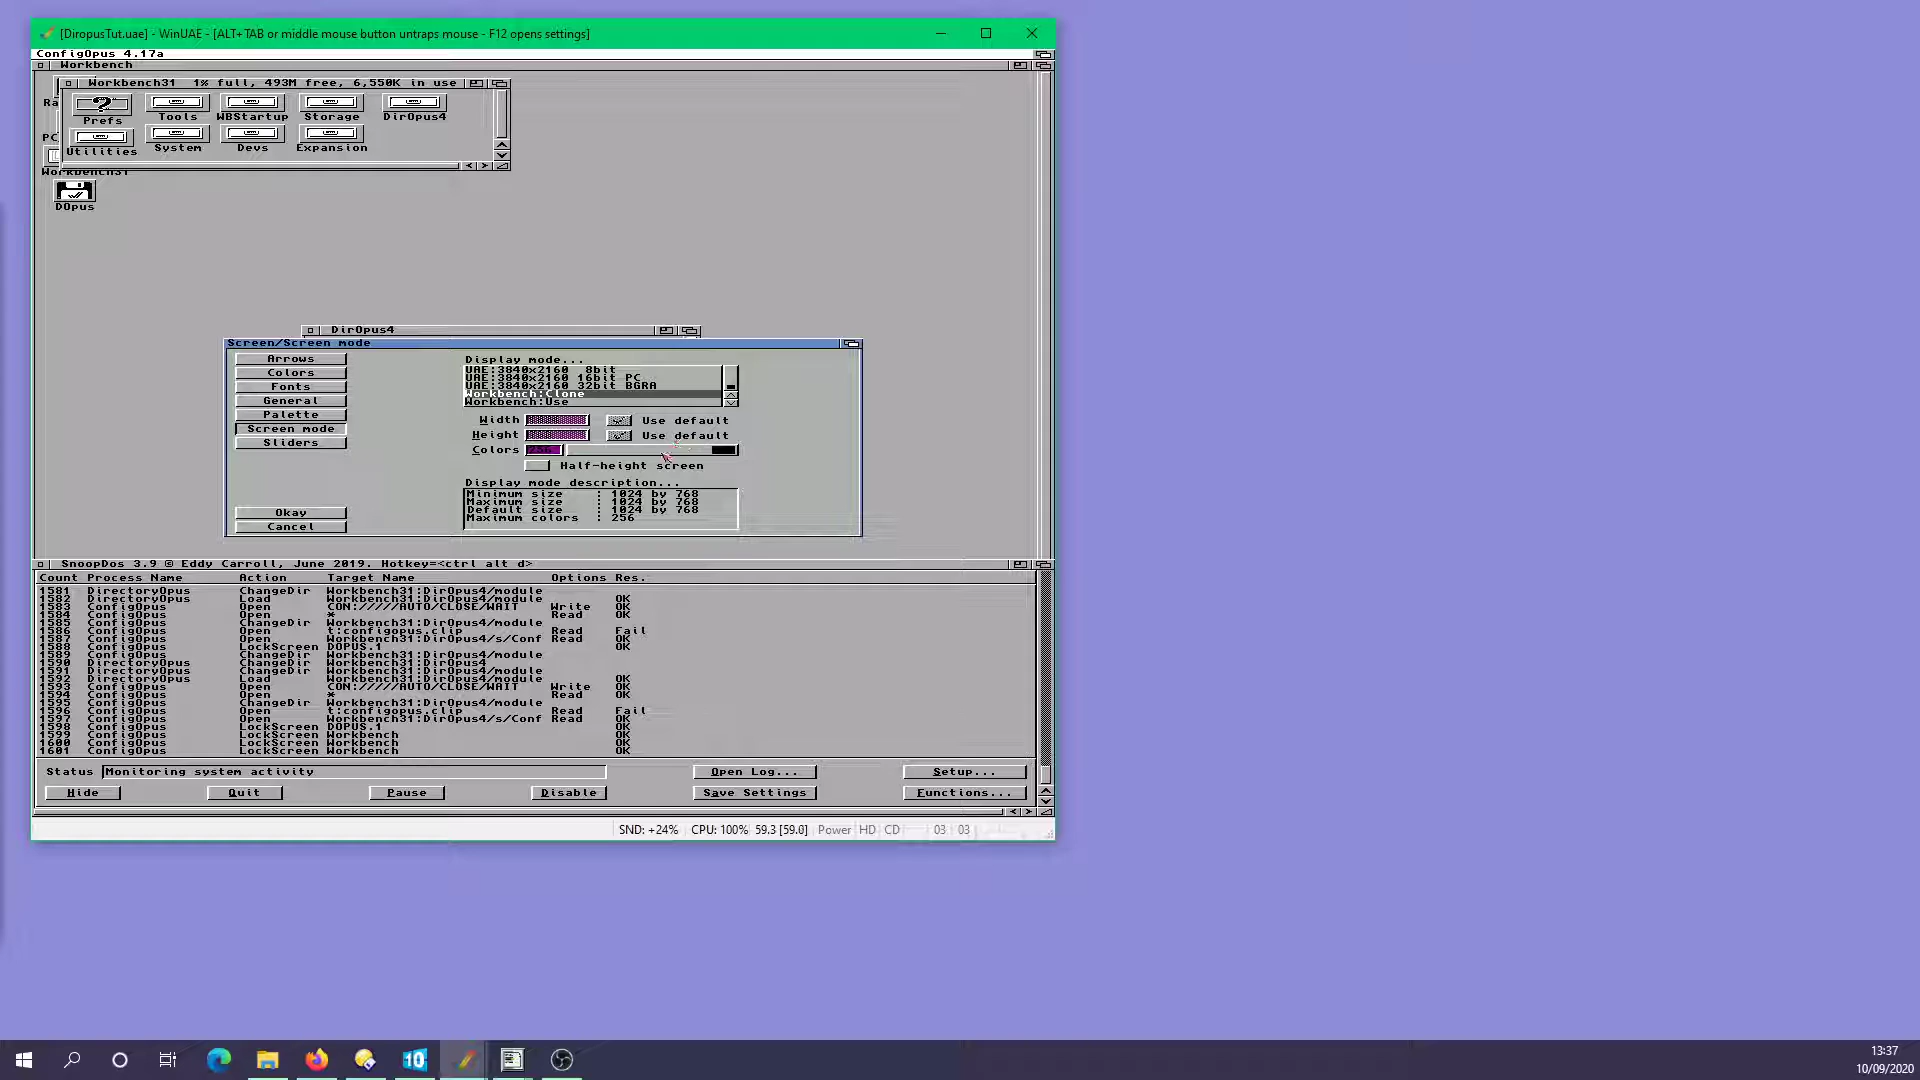 [DiropusTut.uae] - WinUAE - [ALT+TAB or middle mouse button untraps mouse - F12 opens settings]
ConfigOpus 4.17a
Workbench
Workbench31 1% full, 493M free, 6,550K in use
Ra
Prefs Tools WBStartup Storage DirOpus4
PC
Utilities System Devs Expansion
Workbench31
DOpus
DirOpus4
Screen/Screen mode
Arrows
Colors
Fonts
General
Palette
Screen mode
Sliders
Okay
Cancel
Display mode...
UAE:3840x2160 8bit
UAE:3840x2160 16bit PC
UAE:3840x2160 32bit BGRA
Workbench:Clone
Workbench:Use
Width Use default
Height Use default
Colors 256
Half-height screen
Display mode description...
Minimum size : 1024 by 768
Maximum size : 1024 by 768
Default size : 1024 by 768
Maximum colors : 256
SnoopDos 3.9 © Eddy Carroll, June 2019. Hotkey=<ctrl alt d>
Count Process Name Action Target Name Options Res.
1581 DirectoryOpus ChangeDir Workbench31:DirOpus4/module
1582 DirectoryOpus Load Workbench31:DirOpus4/module OK
1583 ConfigOpus Open CON://///AUTO/CLOSE/WAIT Write OK
1584 ConfigOpus Open * Read OK
1585 ConfigOpus ChangeDir Workbench31:DirOpus4/module
1586 ConfigOpus Open t:configopus.clip Read Fail
1587 ConfigOpus Open Workbench31:DirOpus4/s/Conf Read OK
1588 ConfigOpus LockScreen DOPUS.1 OK
1589 ConfigOpus ChangeDir Workbench31:DirOpus4/module
1590 DirectoryOpus ChangeDir Workbench31:DirOpus4
1591 DirectoryOpus ChangeDir Workbench31:DirOpus4/module
1592 DirectoryOpus Load Workbench31:DirOpus4/module OK
1593 ConfigOpus Open CON://///AUTO/CLOSE/WAIT Write OK
1594 ConfigOpus Open * Read OK
1595 ConfigOpus ChangeDir Workbench31:DirOpus4/module
1596 ConfigOpus Open t:configopus.clip Read Fail
1597 ConfigOpus Open Workbench31:DirOpus4/s/Conf Read OK
1598 ConfigOpus LockScreen DOPUS.1 OK
1599 ConfigOpus LockScreen Workbench OK
1600 ConfigOpus LockScreen Workbench OK
1601 ConfigOpus LockScreen Workbench OK
Status Monitoring system activity Open Log... Setup...
Hide Quit Pause Disable Save Settings Functions...
SND: +24% CPU: 100% 59.3 [59.0] Power HD CD 03 03
10
13:37
10/09/2020